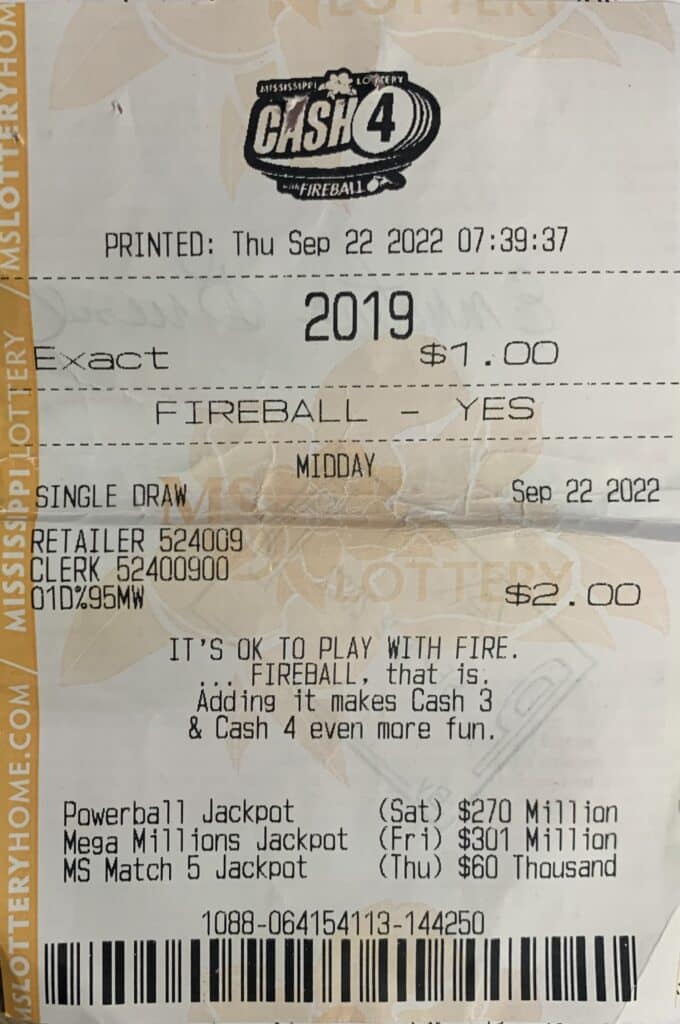 LOTTERY
MISSISSIPPI LOTTERY
CASH 4
with FIREBALL
PRINTED: Thu Sep 22 2022 07:39:37
2019
Exact $1.00
FIREBALL - YES
MIDDAY
SINGLE DRAW Sep 22 2022
RETAILER 524009
CLERK 52400900
01D%95MW $2.00
MS
LOTTERY
IT'S OK TO PLAY WITH FIRE.
... FIREBALL, that is.
Adding it makes Cash 3
& Cash 4 even more fun.
Powerball Jackpot (Sat) $270 Million
Mega Millions Jackpot (Fri) $301 Million
MS Match 5 Jackpot (Thu) $60 Thousand
1088-064154113-144250
MSLOTTERYHOME.COM / MISSISSIPPI LOTTERY / MSLOTTERYHOM